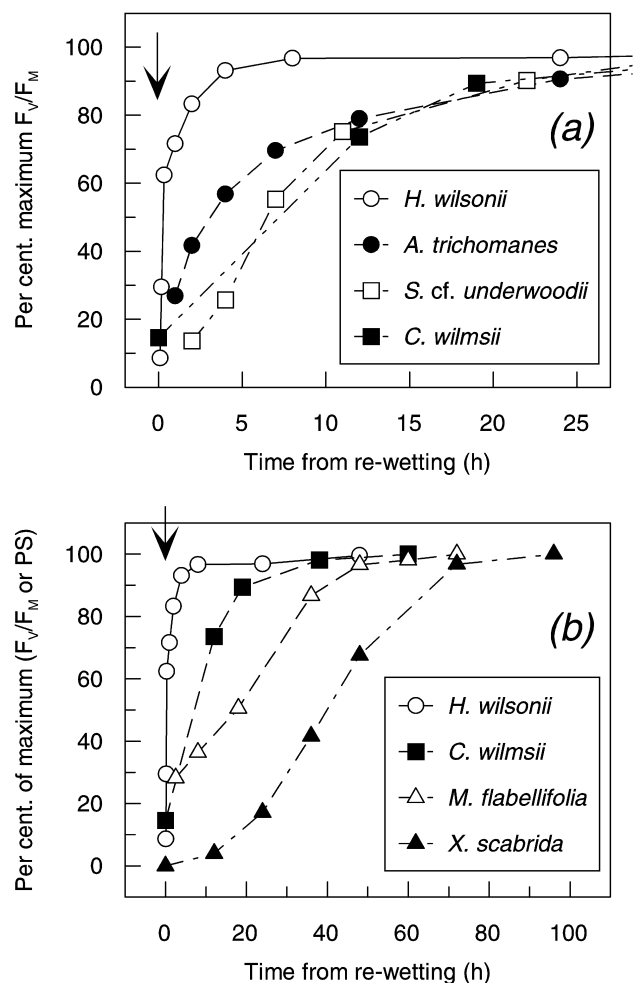 Per cent. maximum FV/FM
100
80
60
40
20
0
(a)
H. wilsonii
A. trichomanes
S. cf. underwoodii
C. wilmsii
0 5 10 15 20 25
Time from re-wetting (h)
Per cent. of maximum (FV/FM or PS)
100
80
60
40
20
0
(b)
H. wilsonii
C. wilmsii
M. flabellifolia
X. scabrida
0 20 40 60 80 100
Time from re-wetting (h)